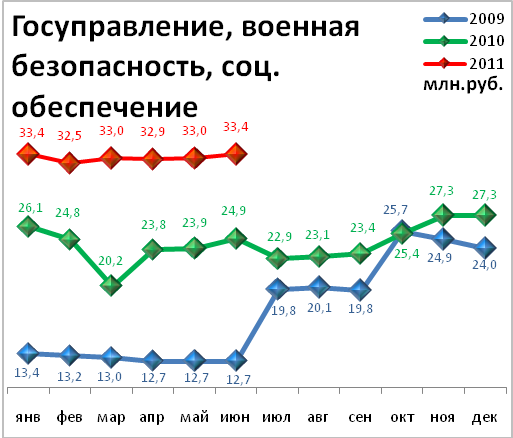 Госуправление, военная
безопасность, соц.
обеспечение
2009
2010
2011
млн.руб.
33,4 32,5 33,0 32,9 33,0 33,4
26,1 24,8 20,2 23,8 23,9 24,9 22,9 23,1 23,4 25,4 27,3 27,3
13,4 13,2 13,0 12,7 12,7 12,7 19,8 20,1 19,8 25,7 24,9 24,0
янв фев мар апр май июн июл авг сен окт ноя дек